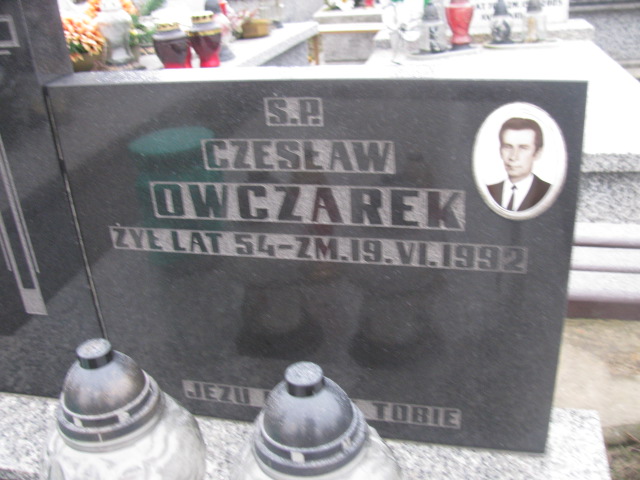 Ś.P.
CZESŁAW
OWCZAREK
ŻYŁ LAT 54-ZM.19.VI.1992
JEZU TOBIE